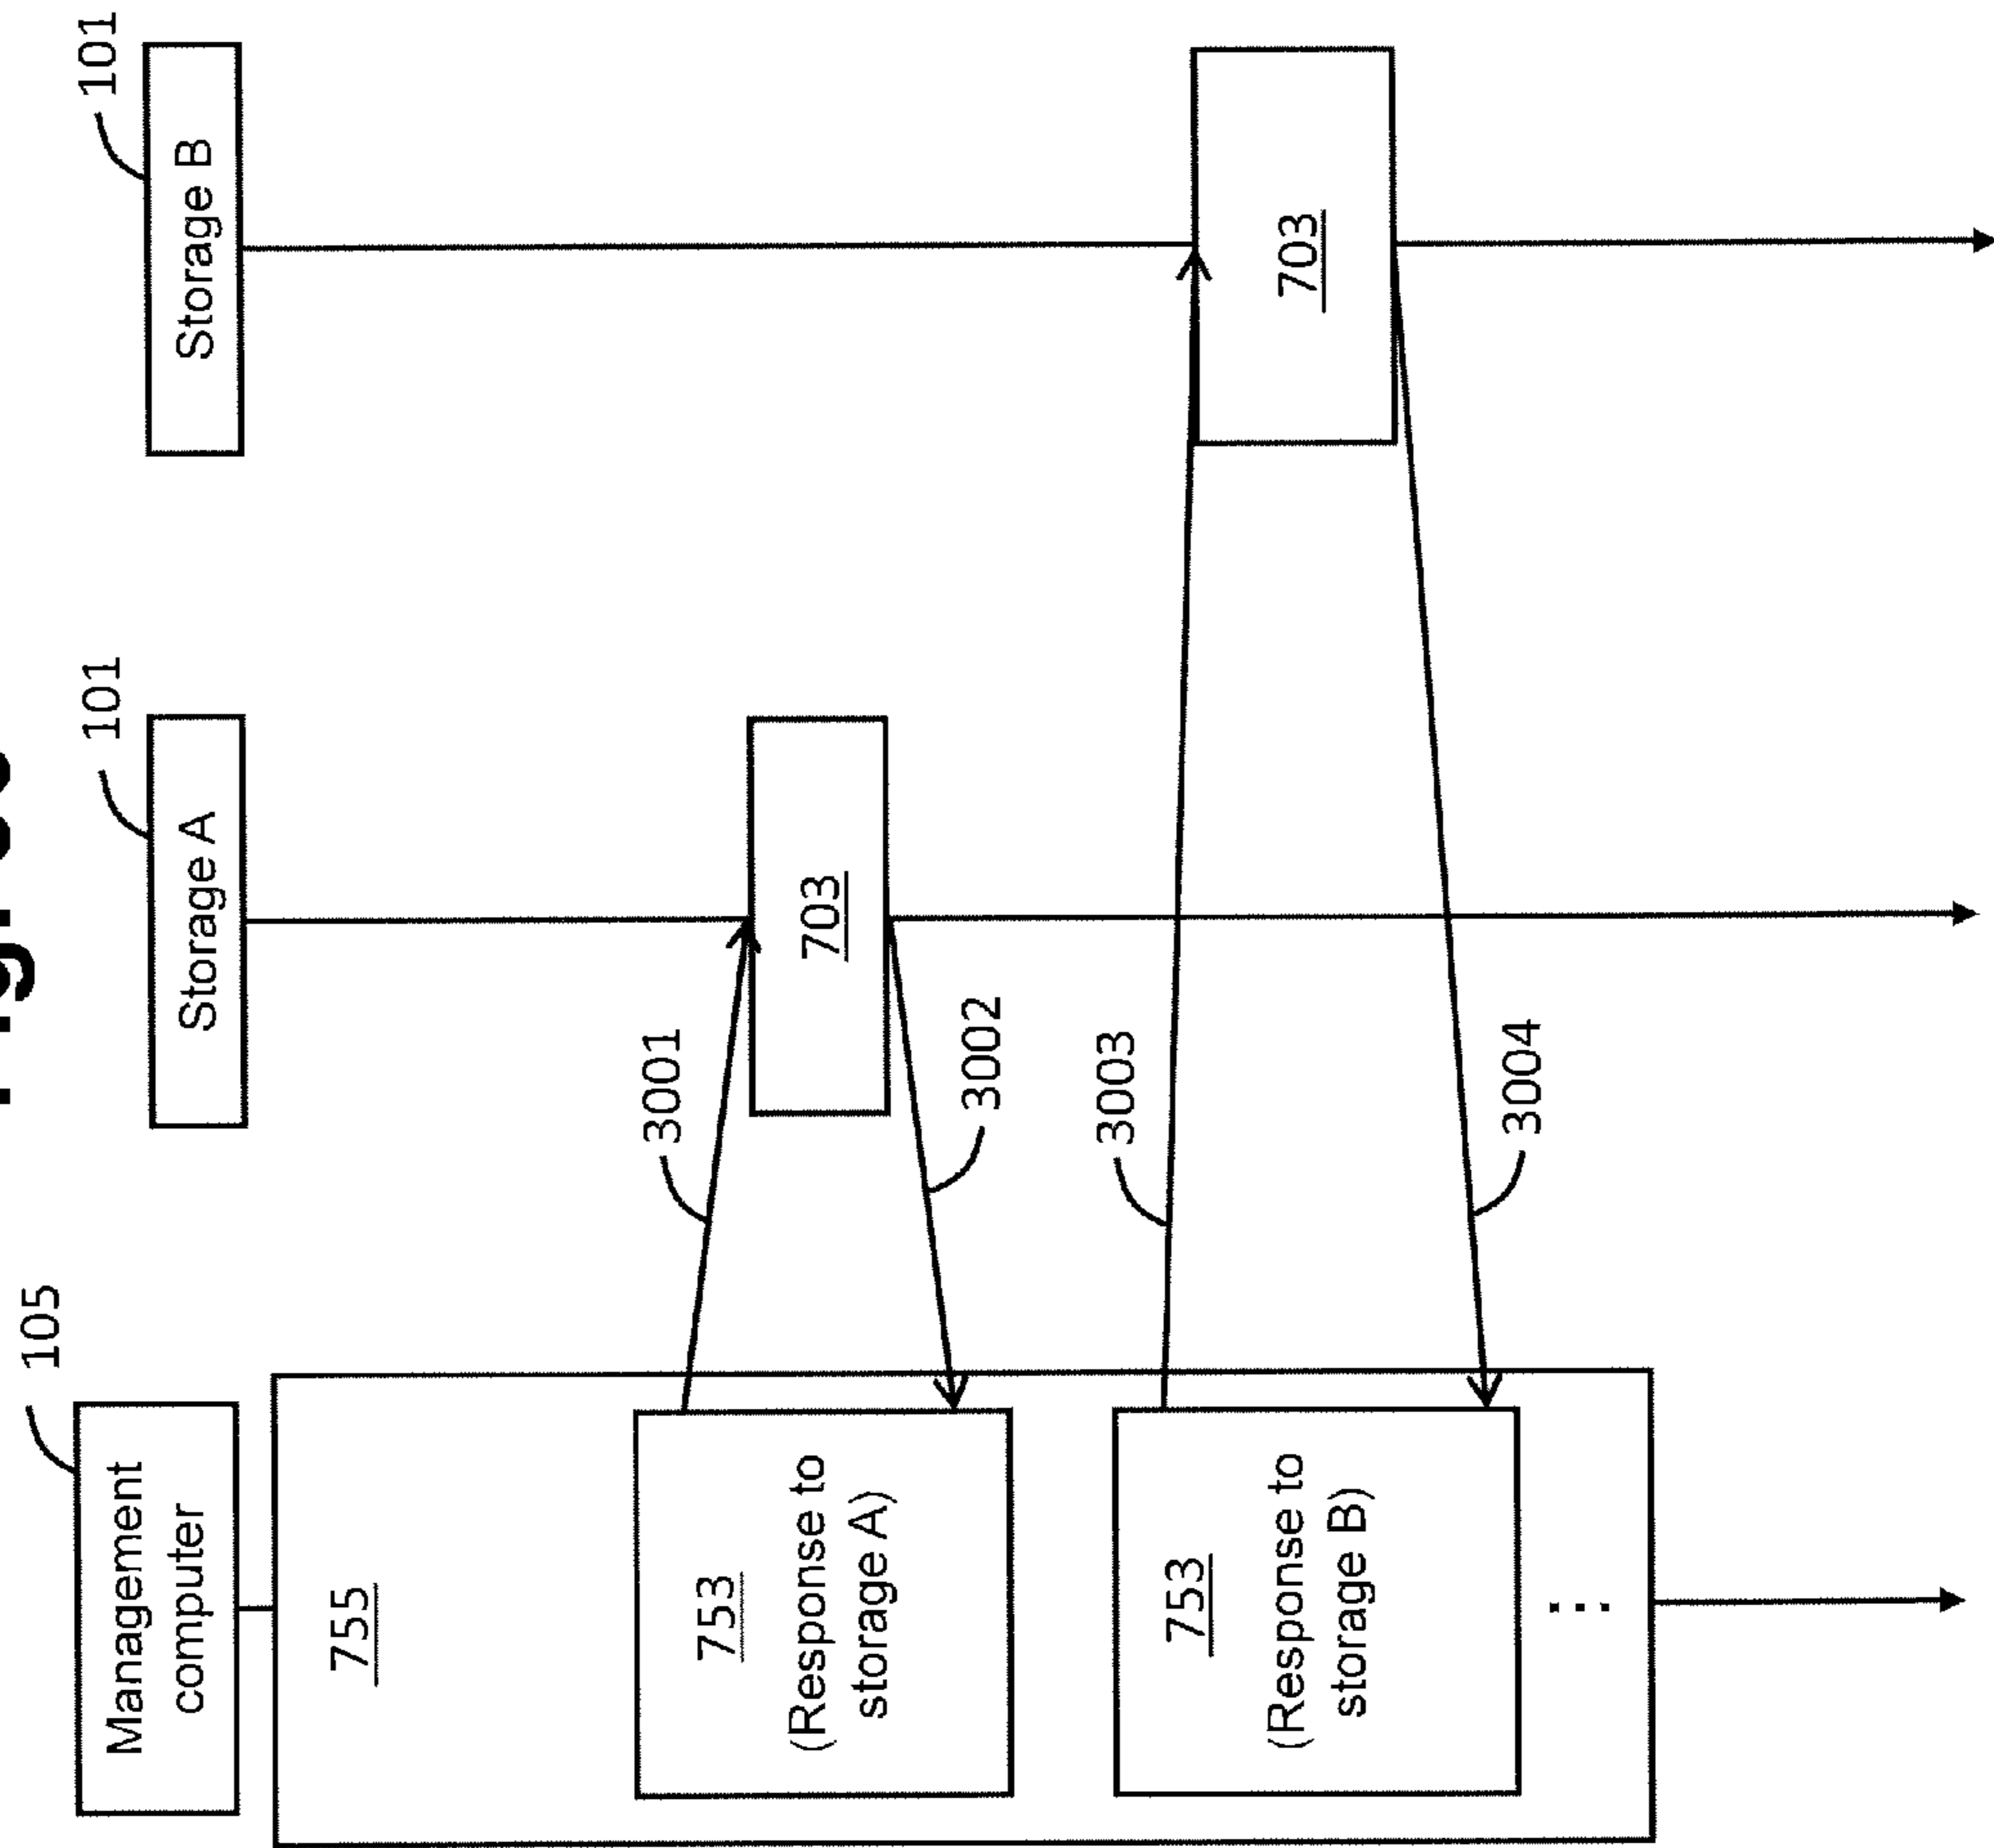 105
101
101
Management
computer
Storage A
Storage B
755
753
(Response to
storage A)
3001
703
3002
753
(Response to
storage B)
3003
703
3004
⋮